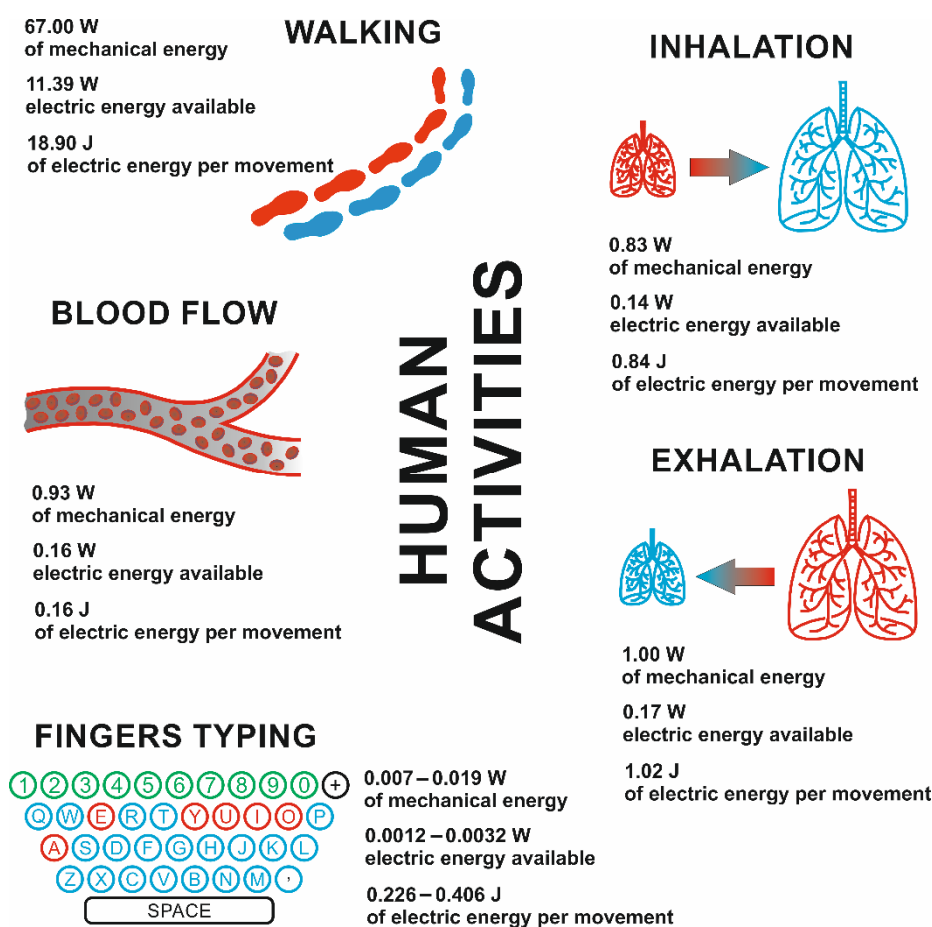 WALKING
67.00 W
of mechanical energy
11.39 W
electric energy available
18.90 J
of electric energy per movement
INHALATION
0.83 W
of mechanical energy
0.14 W
electric energy available
0.84 J
of electric energy per movement
HUMAN
ACTIVITIES
BLOOD FLOW
0.93 W
of mechanical energy
0.16 W
electric energy available
0.16 J
of electric energy per movement
EXHALATION
1.00 W
of mechanical energy
0.17 W
electric energy available
1.02 J
of electric energy per movement
FINGERS TYPING
1 2 3 4 5 6 7 8 9 0 +
Q W E R T Y U I O P
A S D F G H J K L
Z X C V B N M ,
SPACE
0.007 – 0.019 W
of mechanical energy
0.0012 – 0.0032 W
electric energy available
0.226 – 0.406 J
of electric energy per movement